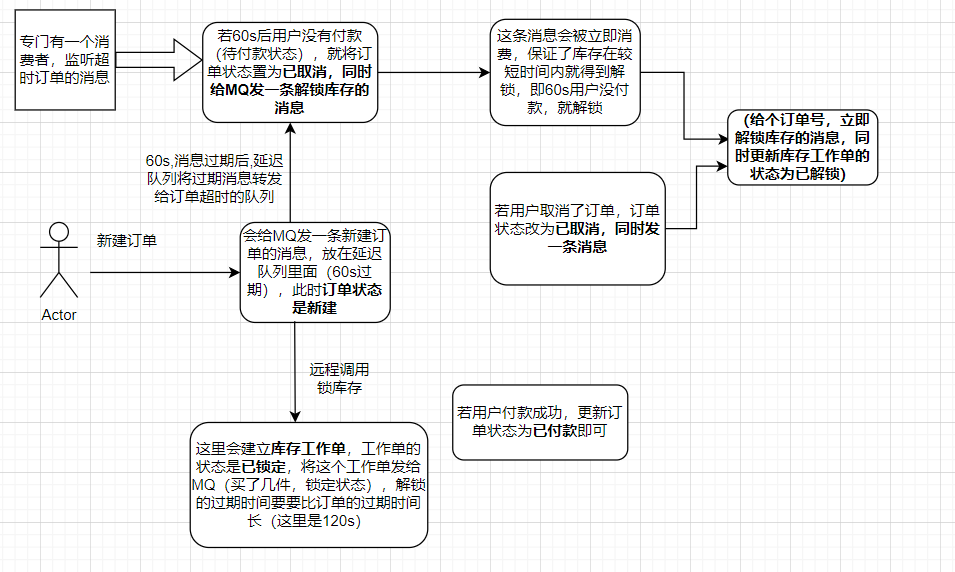 专门有一个消
费者，监听超
时订单的消息
若60s后用户没有付款
（待付款状态），就将订
单状态置为已取消，同时
给MQ发一条解锁库存的
消息
这条消息会被立即消
费，保证了库存在较
短时间内就得到解
锁，即60s用户没付
款，就解锁
(给个订单号，立即
解锁库存的消息，同
时更新库存工作单的
状态为已解锁)
60s,消息过期后,延迟
队列将过期消息转发
给订单超时的队列
若用户取消了订单，订单
状态改为已取消，同时发
一条消息
新建订单
Actor
会给MQ发一条新建订
单的消息，放在延迟
队列里面（60s过
期），此时订单状态
是新建
远程调用
锁库存
若用户付款成功，更新订
单状态为已付款即可
这里会建立库存工作单，工作单的
状态是已锁定，将这个工作单发给
MQ（买了几件，锁定状态），解锁
的过期时间要要比订单的过期时间
长（这里是120s）